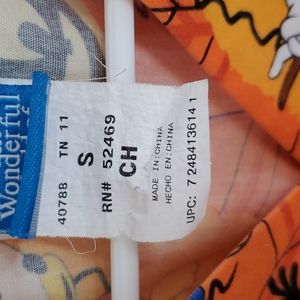 Wonderful
40788 TN 11
S
RN# 52469
CH
MADE IN:CHINA
HECHO EN:CHINA
UPC: 7 248413614 1